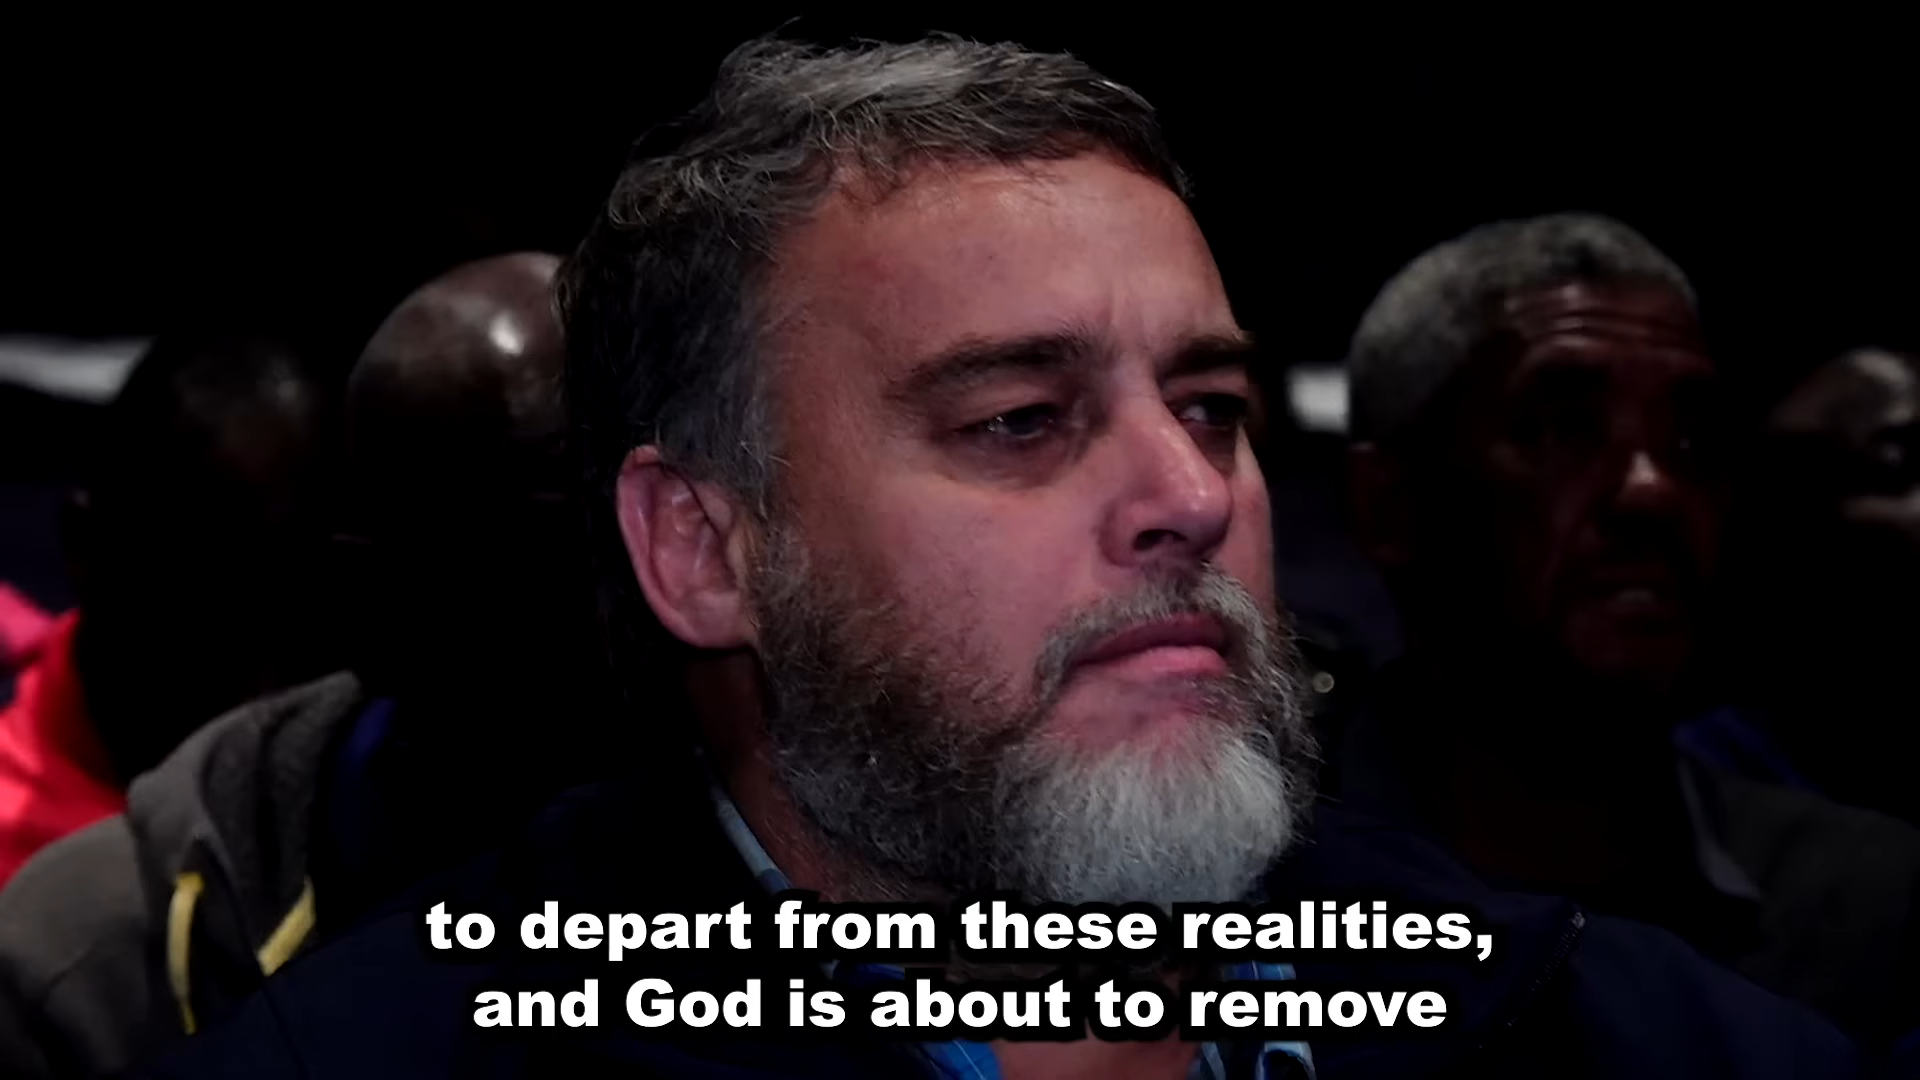 to depart from these realities,
and God is about to remove